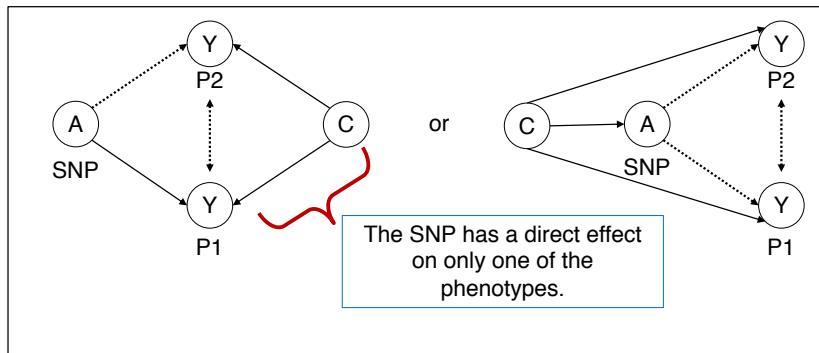 Y
P2
A
SNP
C
Y
P1
or
Y
P2
C
A
SNP
Y
P1
The SNP has a direct effect
on only one of the
phenotypes.